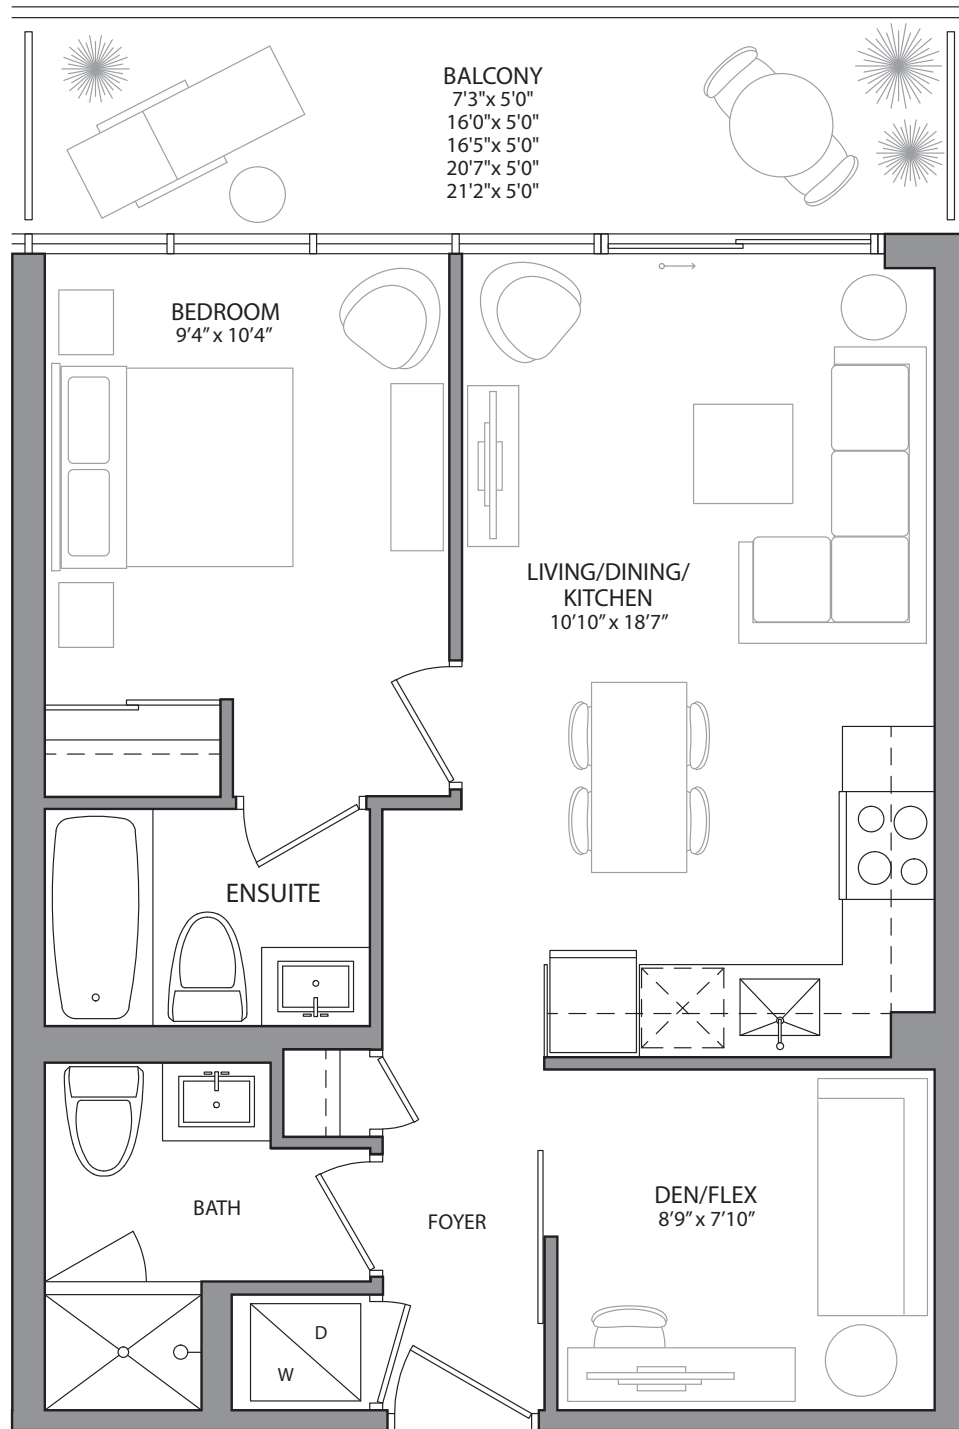 BALCONY
7'3"x 5'0"
16'0"x 5'0"
16'5"x 5'0"
20'7"x 5'0"
21'2"x 5'0"
BEDROOM
9’4” x 10’4”
LIVING/DINING/
KITCHEN
10’10” x 18’7”
ENSUITE
BATH
FOYER
DEN/FLEX
8’9” x 7’10”
D
W